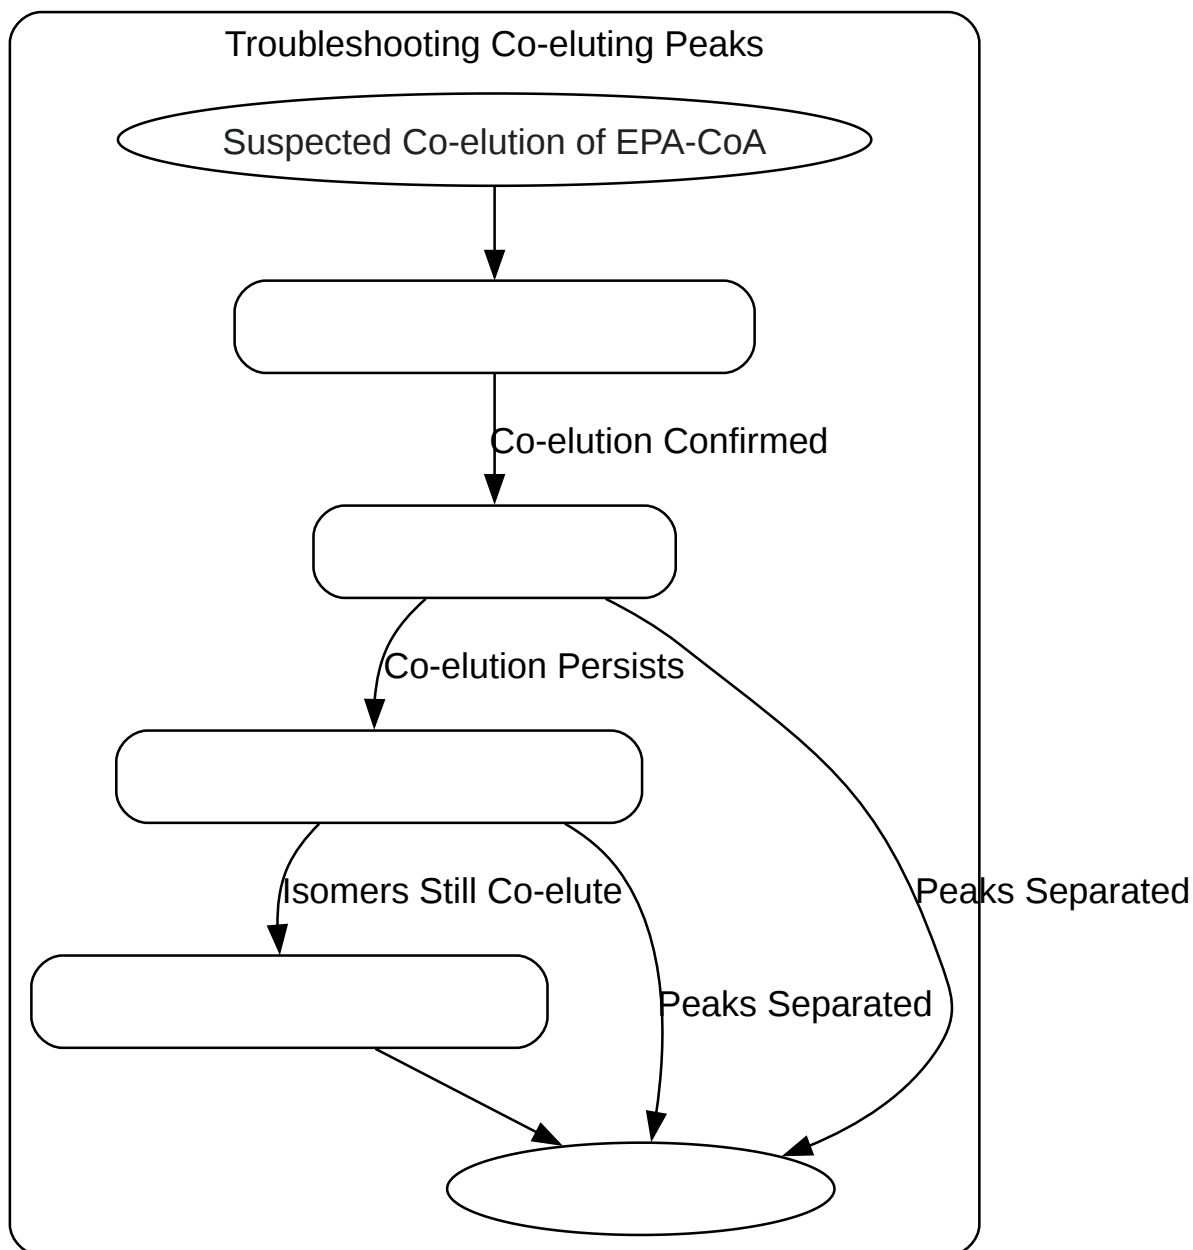 Troubleshooting Co-eluting Peaks
Suspected Co-elution of EPA-CoA
Co-elution Confirmed
Co-elution Persists
Isomers Still Co-elute
Peaks Separated
Peaks Separated